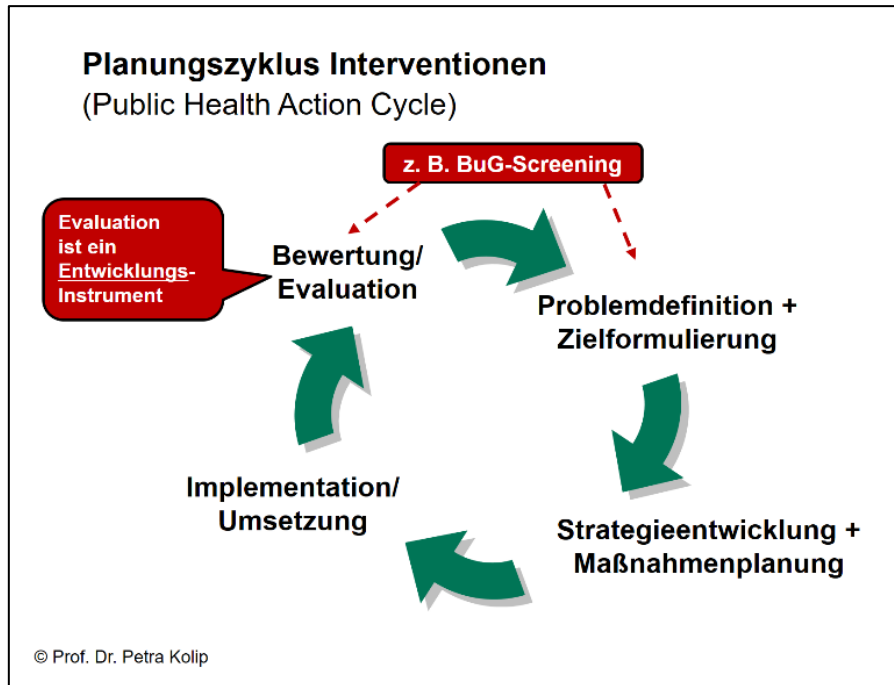 Planungszyklus Interventionen
(Public Health Action Cycle)
z. B. BuG-Screening
Evaluation
ist ein
Entwicklungs-
Instrument
Bewertung/
Evaluation
Problemdefinition +
Zielformulierung
Implementation/
Umsetzung
Strategieentwicklung +
Maßnahmenplanung
© Prof. Dr. Petra Kolip